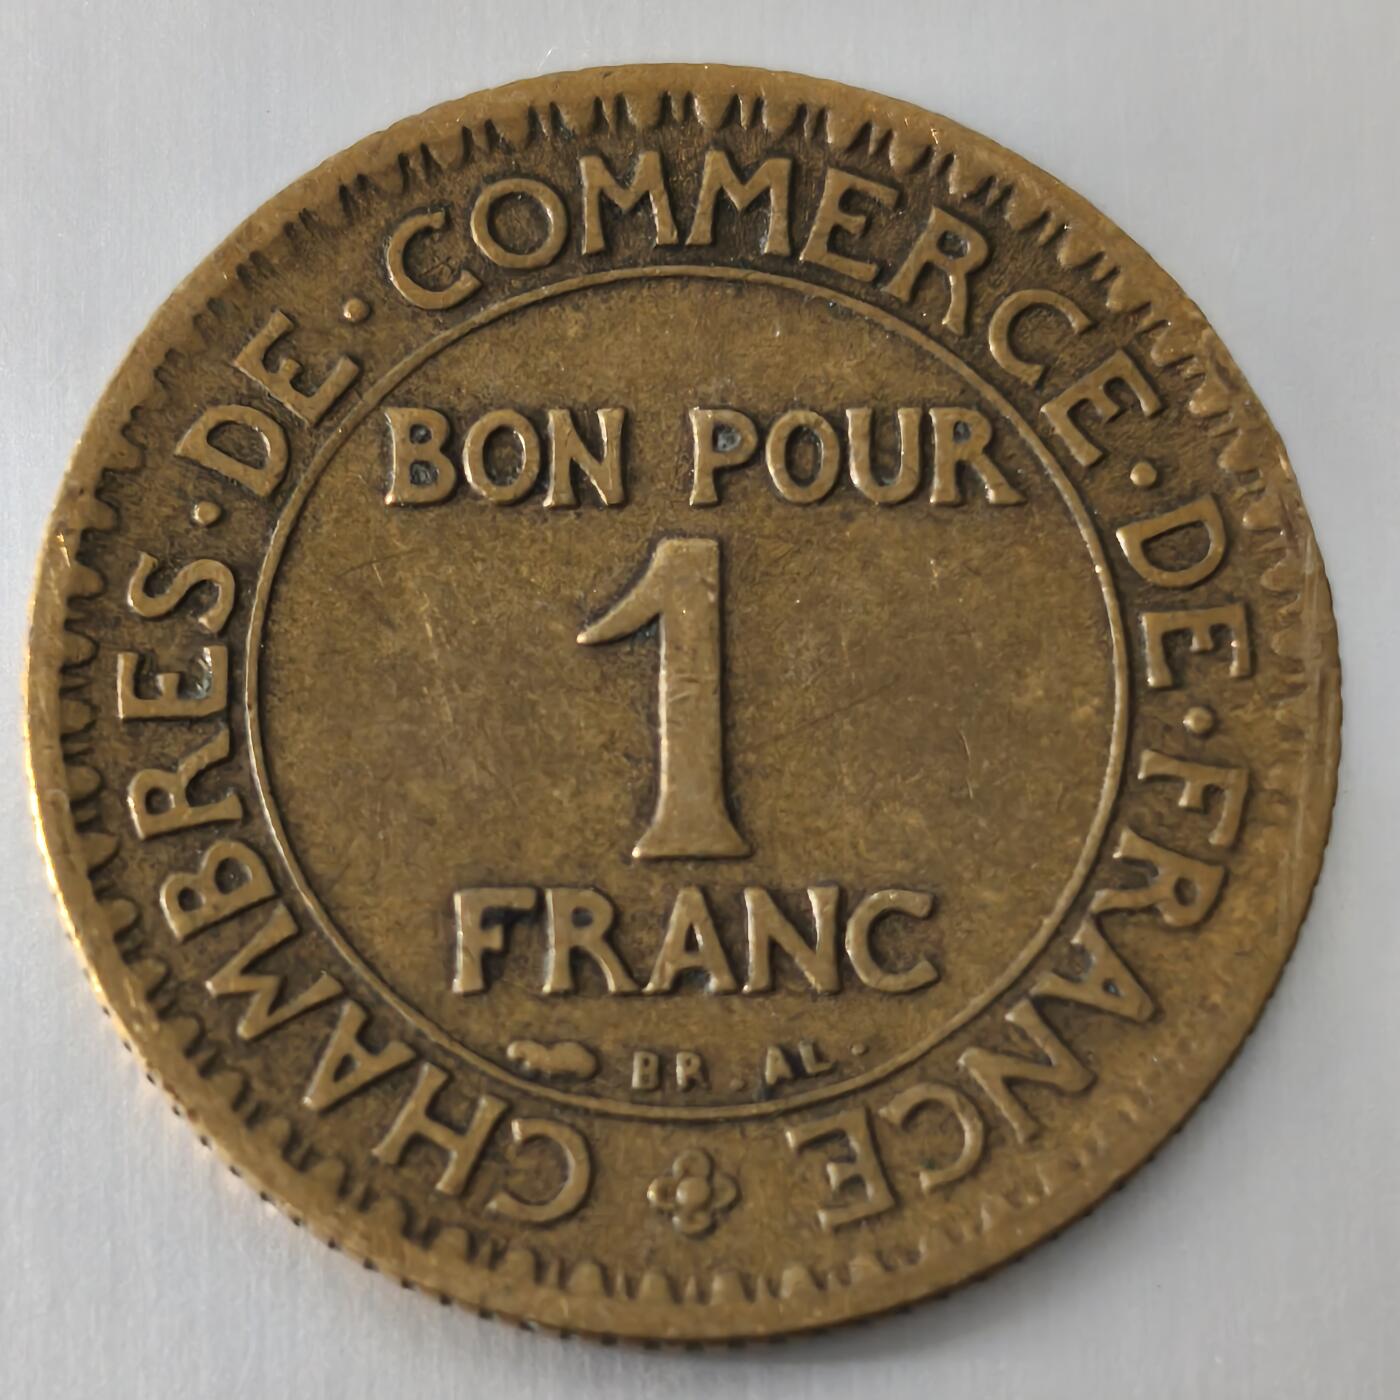 CHAMBRES·DE·COMMERCE·DE·FRANCE
BON POUR
1
FRANC
BR. AL.